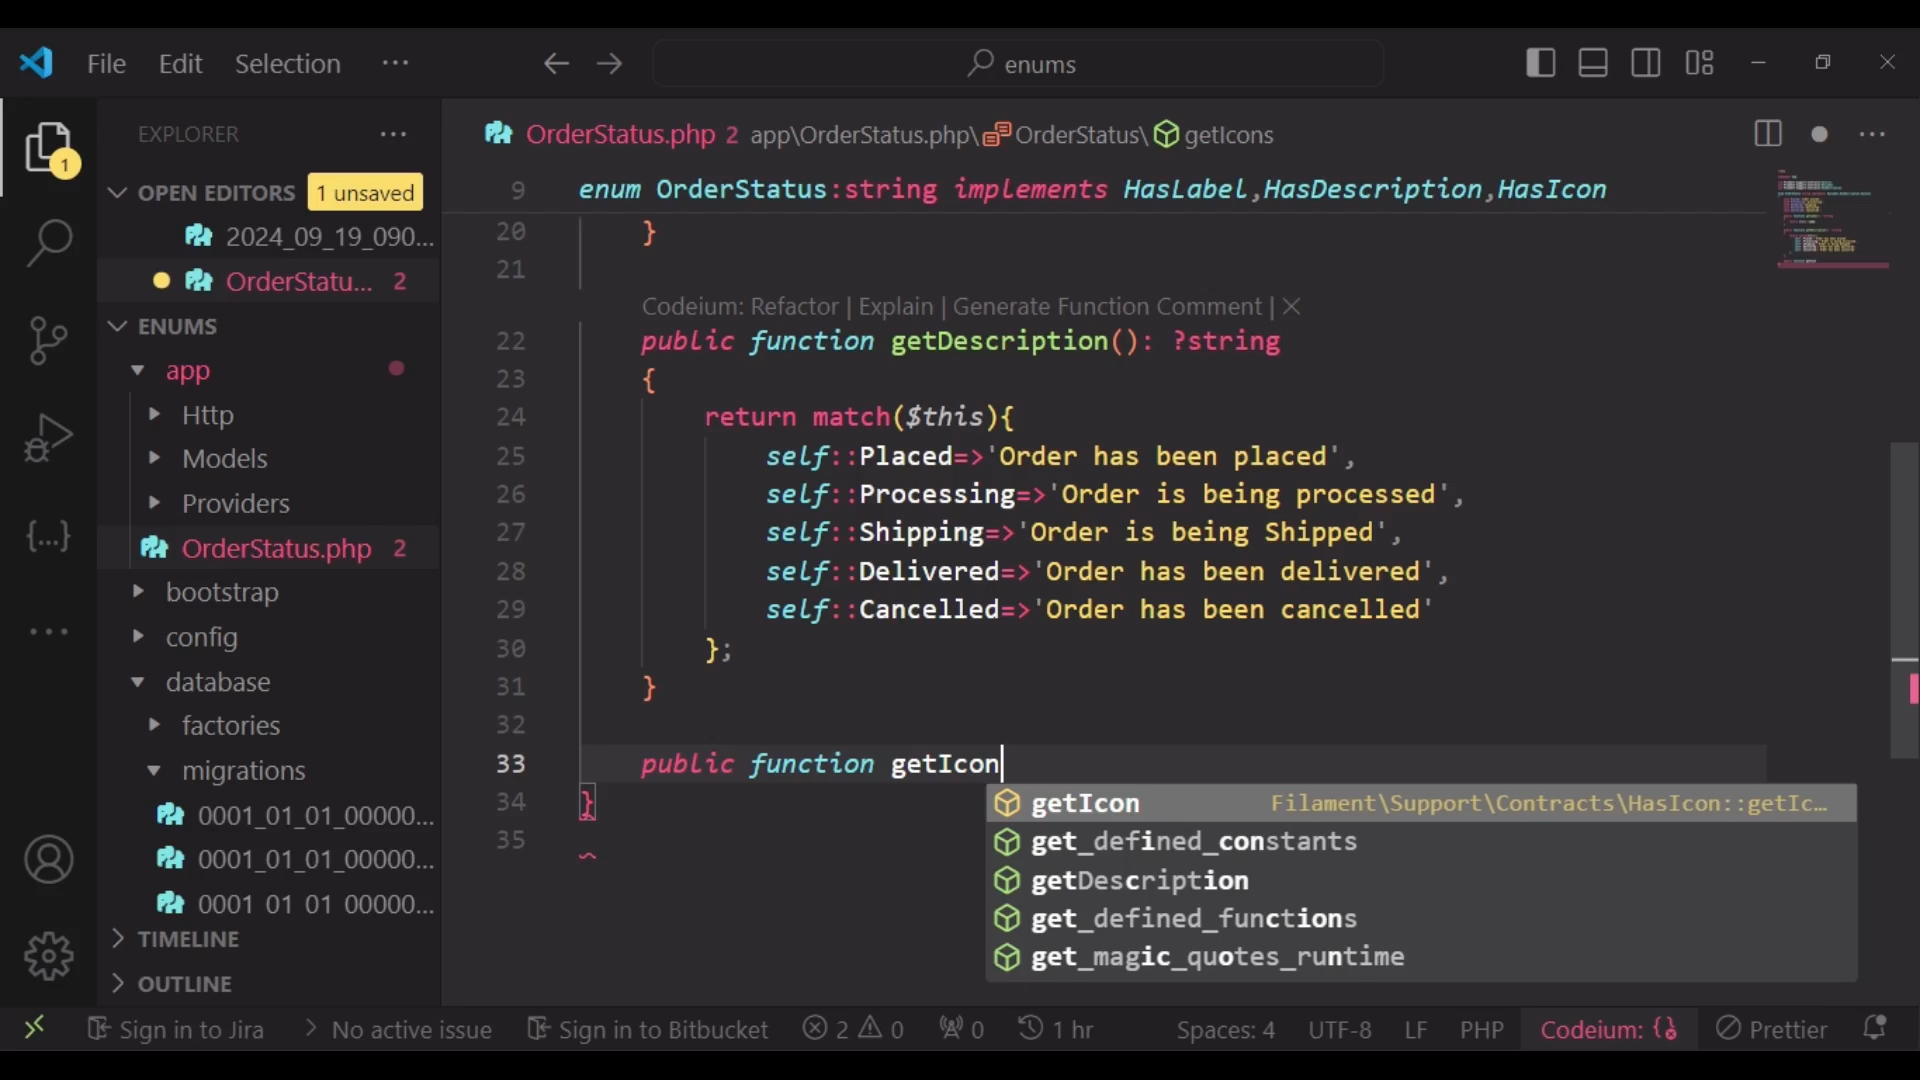 File Edit Selection ··· enums
EXPLORER ···
OPEN EDITORS 1 unsaved
2024_09_19_090...
OrderStatu... 2
ENUMS
app
Http
Models
Providers
OrderStatus.php 2
bootstrap
config
database
factories
migrations
0001_01_01_00000...
0001_01_01_00000...
0001_01_01_00000...
TIMELINE
OUTLINE
1
OrderStatus.php 2 app\OrderStatus.php\ OrderStatus\ getIcons
9 enum OrderStatus:string implements HasLabel,HasDescription,HasIcon
20 }
21
Codeium: Refactor | Explain | Generate Function Comment | ×
22 public function getDescription(): ?string
23 {
24 return match($this){
25 self::Placed=>'Order has been placed',
26 self::Processing=>'Order is being processed',
27 self::Shipping=>'Order is being Shipped',
28 self::Delivered=>'Order has been delivered',
29 self::Cancelled=>'Order has been cancelled'
30 };
31 }
32
33 public function getIcon
34 }
35
getIcon Filament\Support\Contracts\HasIcon::getIc...
get_defined_constants
getDescription
get_defined_functions
get_magic_quotes_runtime
Sign in to Jira No active issue Sign in to Bitbucket 2 0 0 1 hr Spaces: 4 UTF-8 LF PHP Codeium: {} Prettier